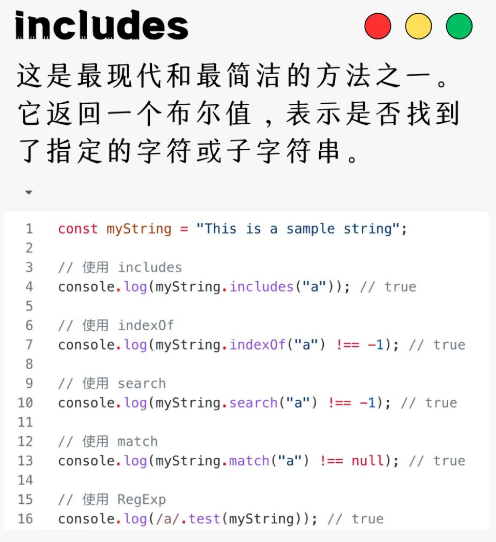 includes
这是最现代和最简洁的方法之一。
它返回一个布尔值，表示是否找到
了指定的字符或子字符串。
1 const myString = "This is a sample string";
2
3 // 使用 includes
4 console.log(myString.includes("a")); // true
5
6 // 使用 indexOf
7 console.log(myString.indexOf("a") !== -1); // true
8
9 // 使用 search
10 console.log(myString.search("a") !== -1); // true
11
12 // 使用 match
13 console.log(myString.match("a") !== null); // true
14
15 // 使用 RegExp
16 console.log(/a/.test(myString)); // true